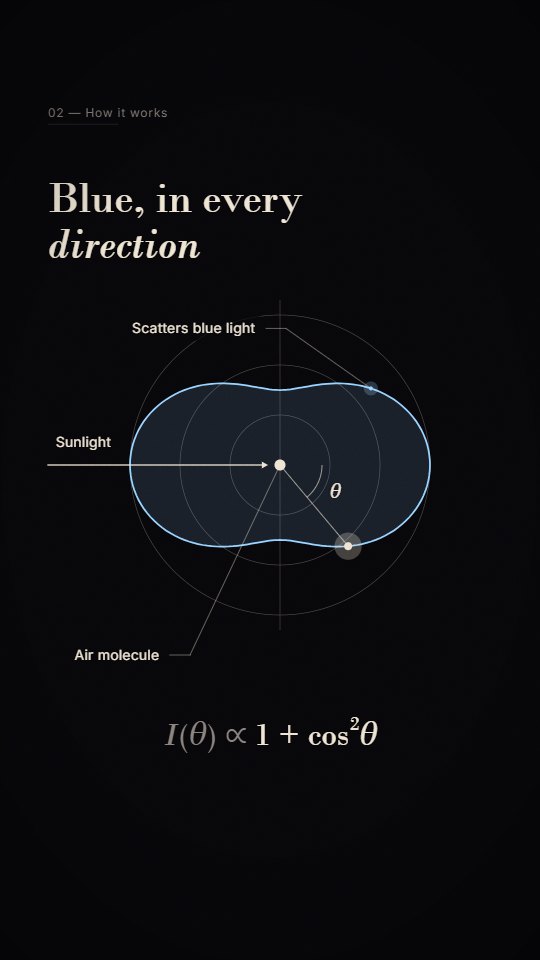 02 — How it works
Blue, in every
direction
Scatters blue light
Sunlight
θ
Air molecule
I(θ) ∝ 1 + cos²θ